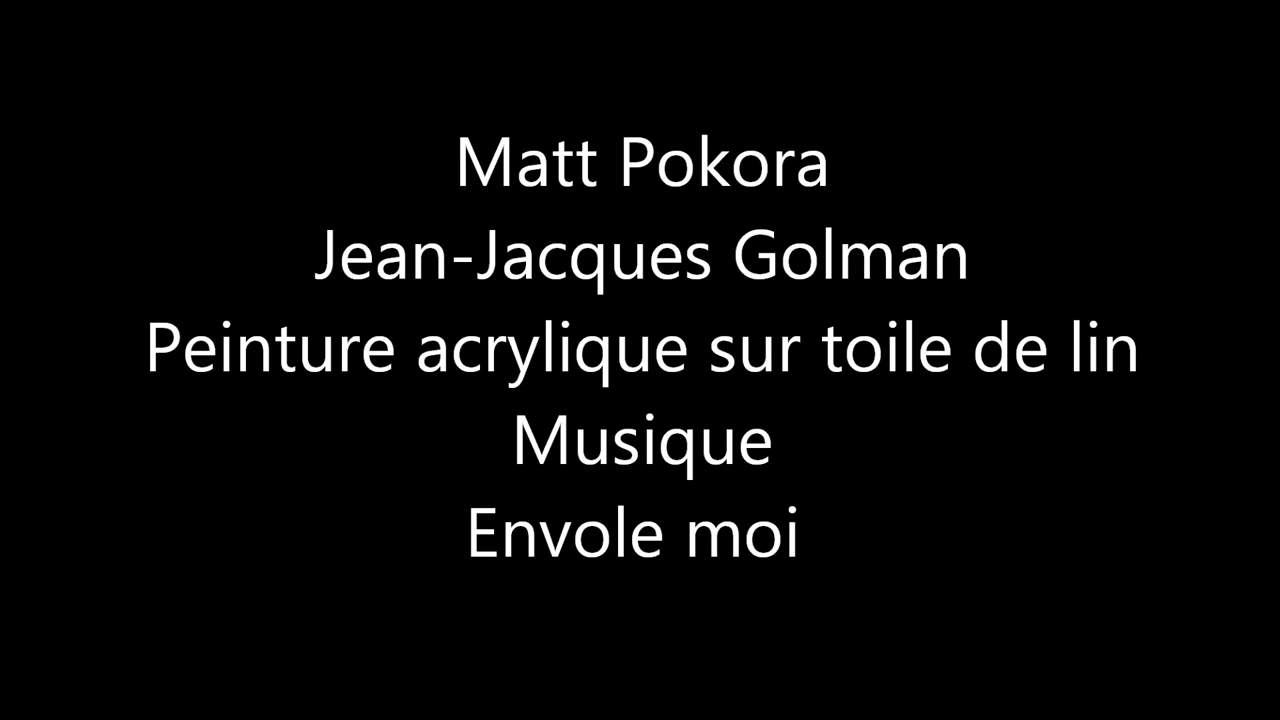 Matt Pokora
Jean-Jacques Golman
Peinture acrylique sur toile de lin
Musique
Envole moi